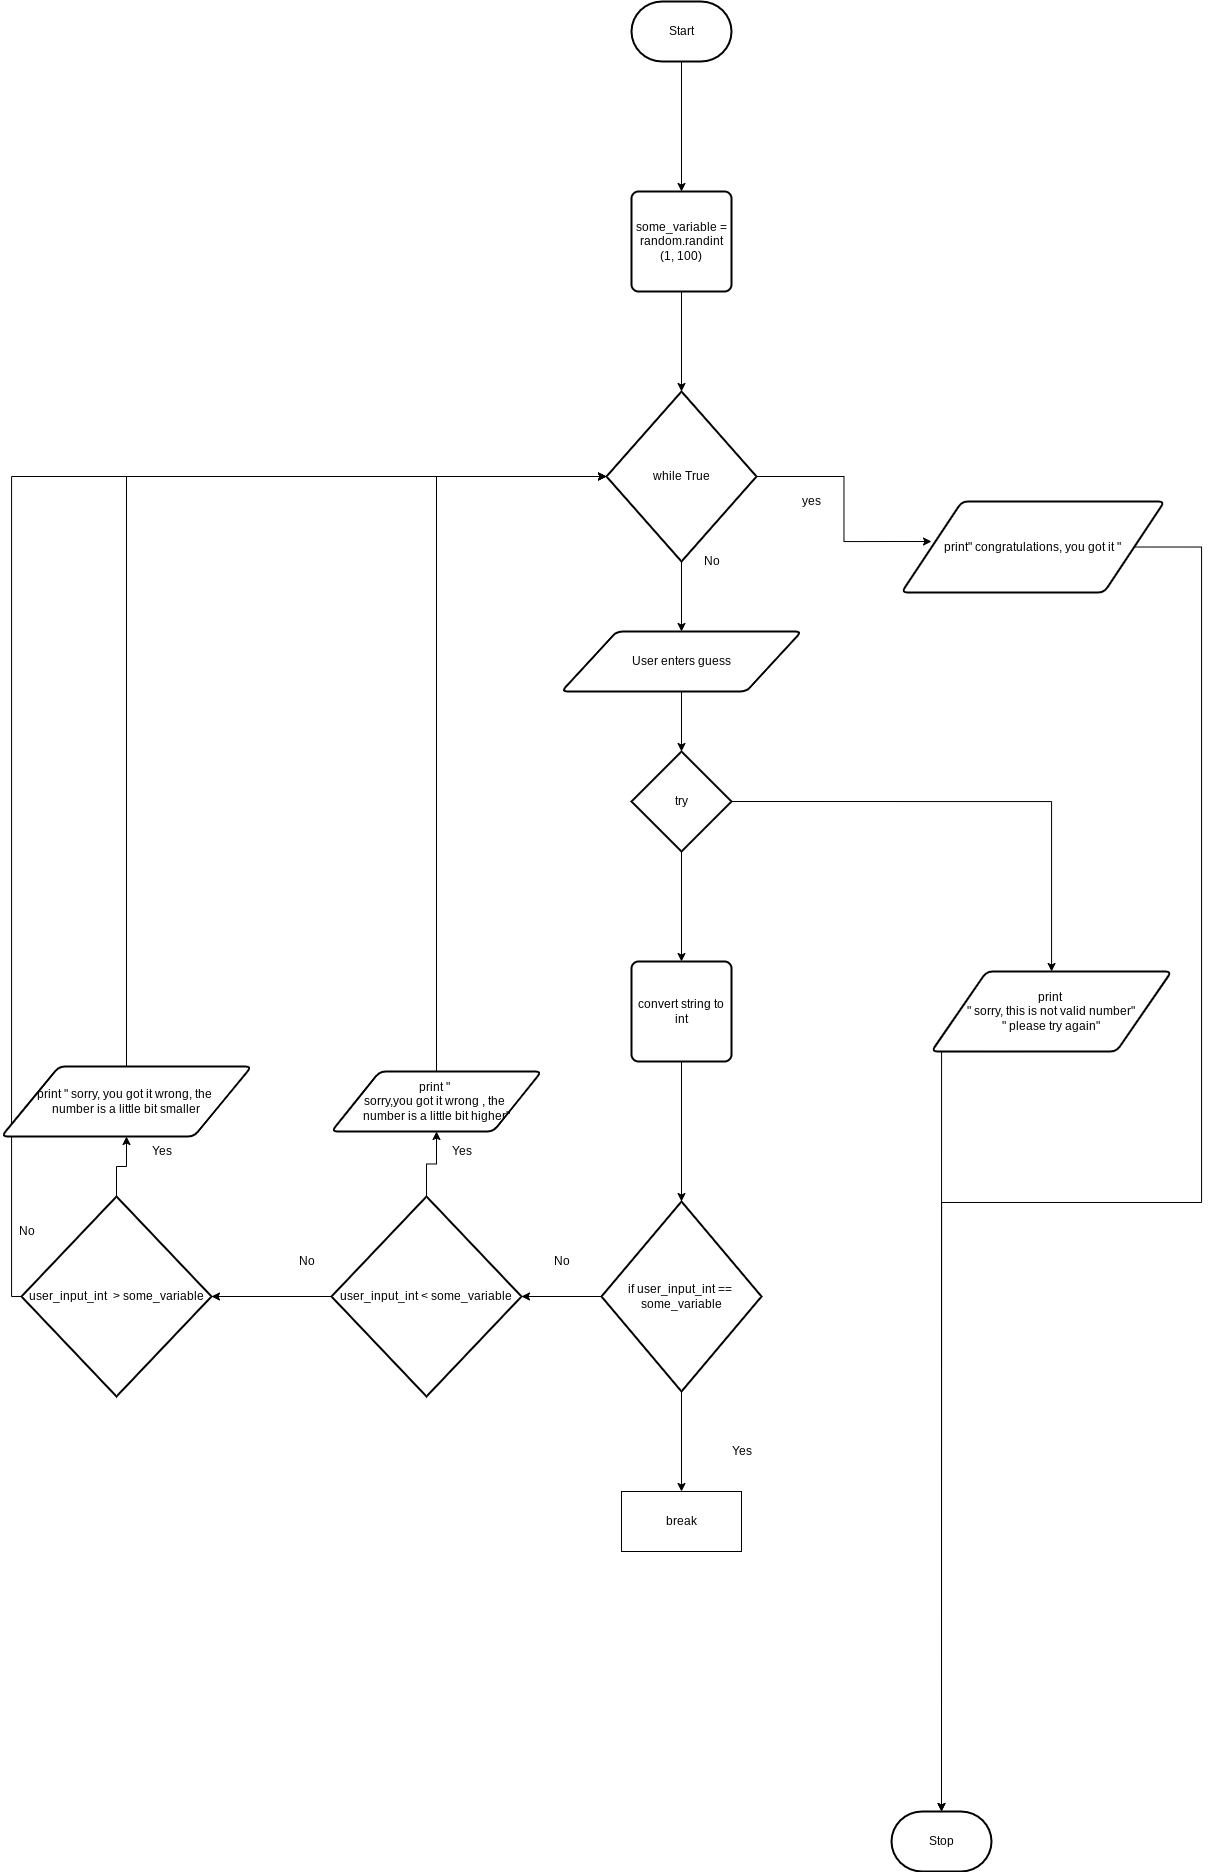 Start
some_variable =
random.randint
(1, 100)
while True
yes
print" congratulations, you got it "
No
User enters guess
try
print
" sorry, this is not valid number"
" please try again"
convert string to
int
print " sorry, you got it wrong, the
number is a little bit smaller
print "
sorry,you got it wrong , the
number is a little bit higher"
Yes
Yes
No
No
No
user_input_int  > some_variable
user_input_int < some_variable
if user_input_int ==
some_variable
Yes
break
Stop